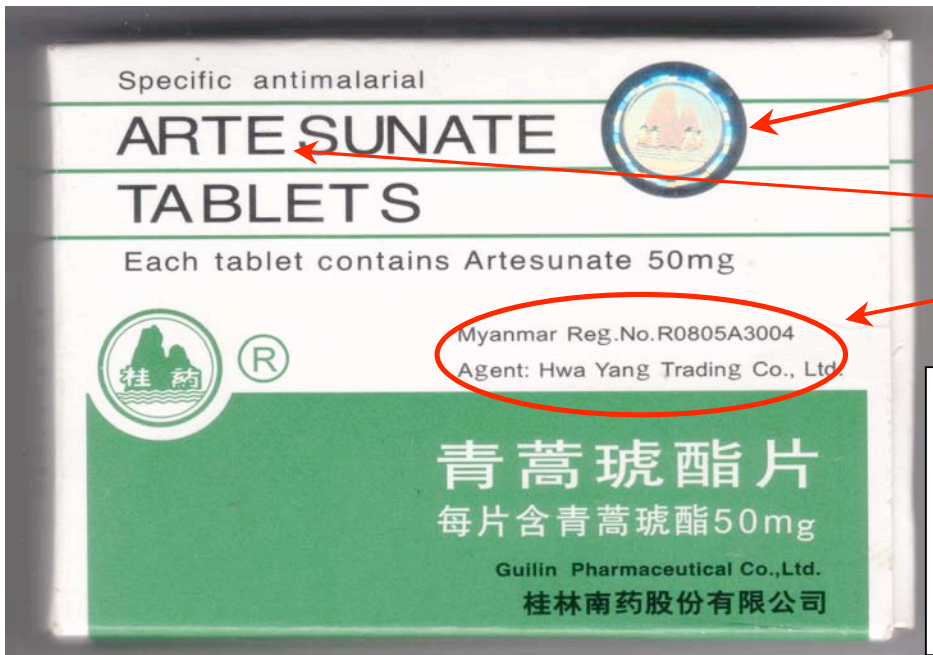 Specific antimalarial
ARTESUNATE
TABLETS
Each tablet contains Artesunate 50mg
Myanmar Reg.No.R0805A3004
Agent: Hwa Yang Trading Co., Ltd.
桂药
®
青蒿琥酯片
每片含青蒿琥酯50mg
Guilin Pharmaceutical Co.,Ltd.
桂林南药股份有限公司